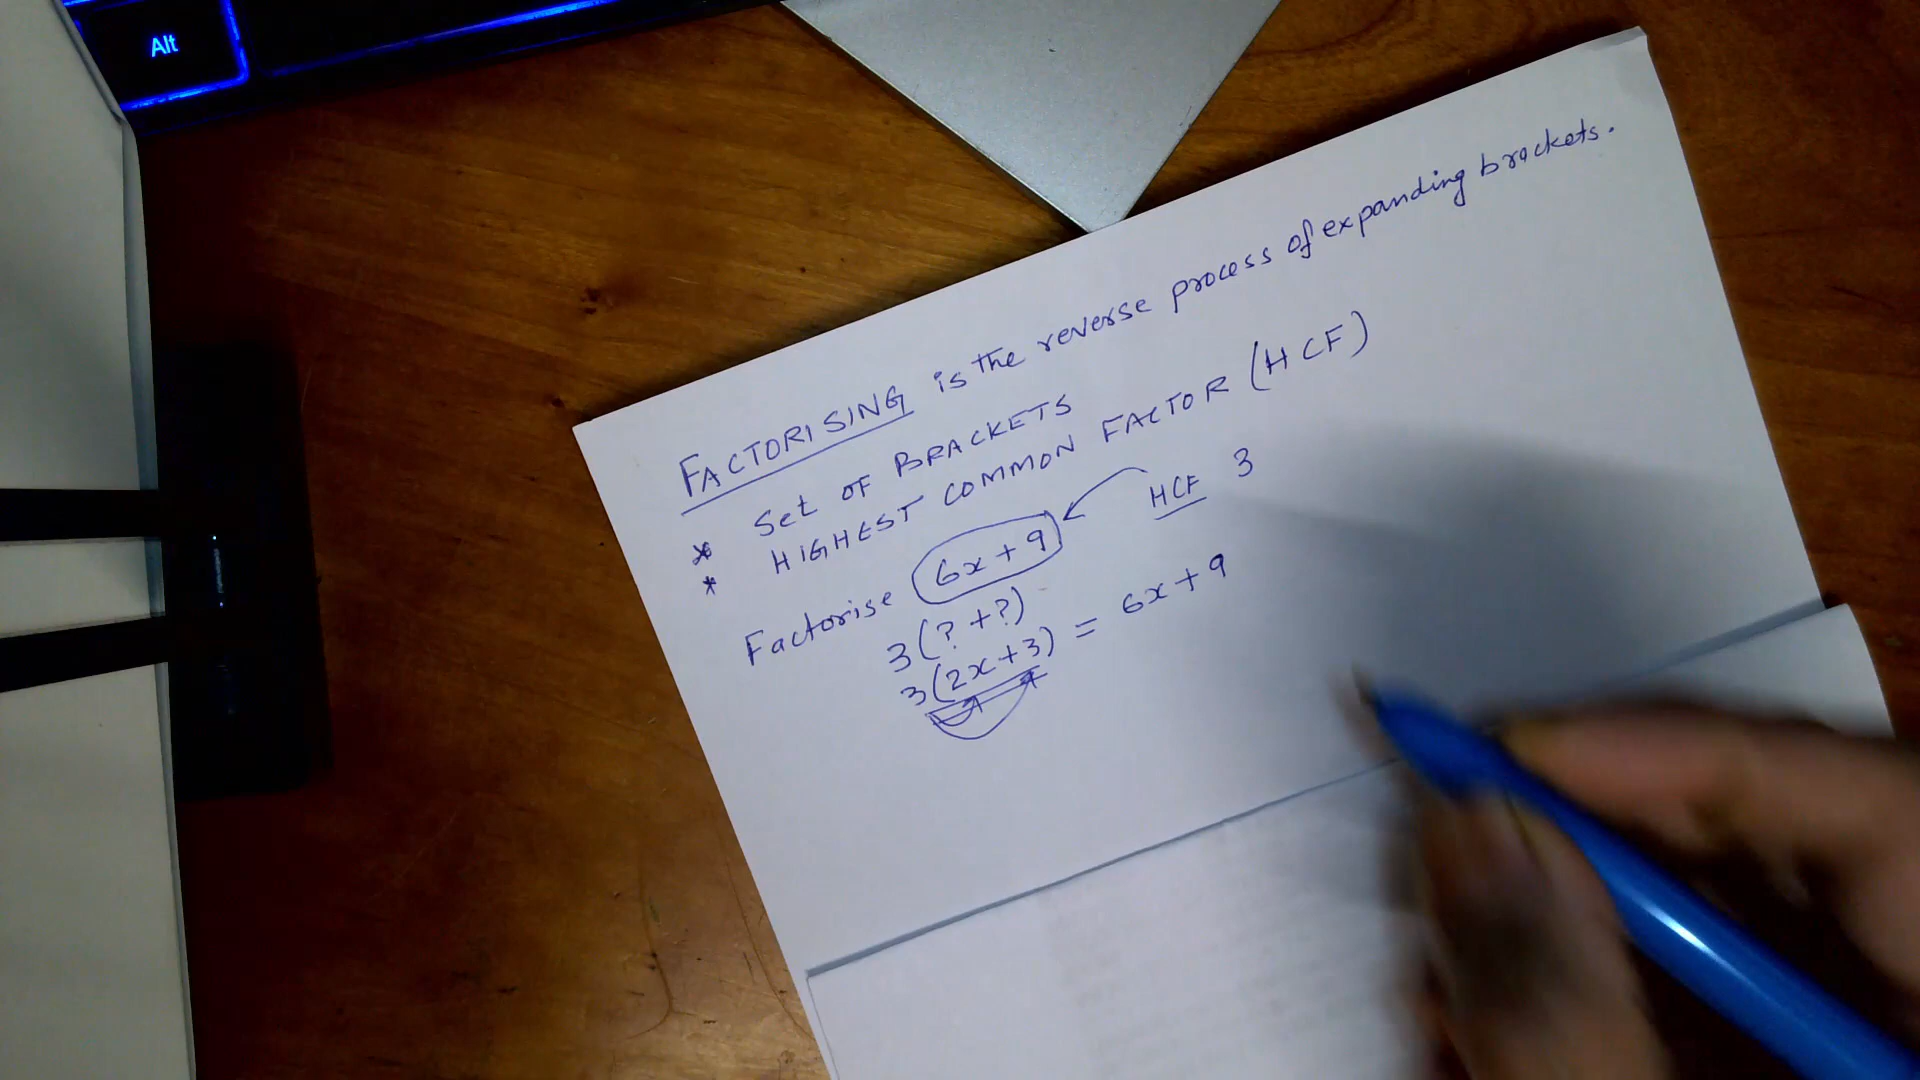 Alt
FACTORISING is the reverse process of expanding brackets.
* Set OF BRACKETS
* HIGHEST COMMON FACTOR (HCF)
Factorise 6x + 9 HCF 3
3(? + ?)
3(2x+3) = 6x + 9